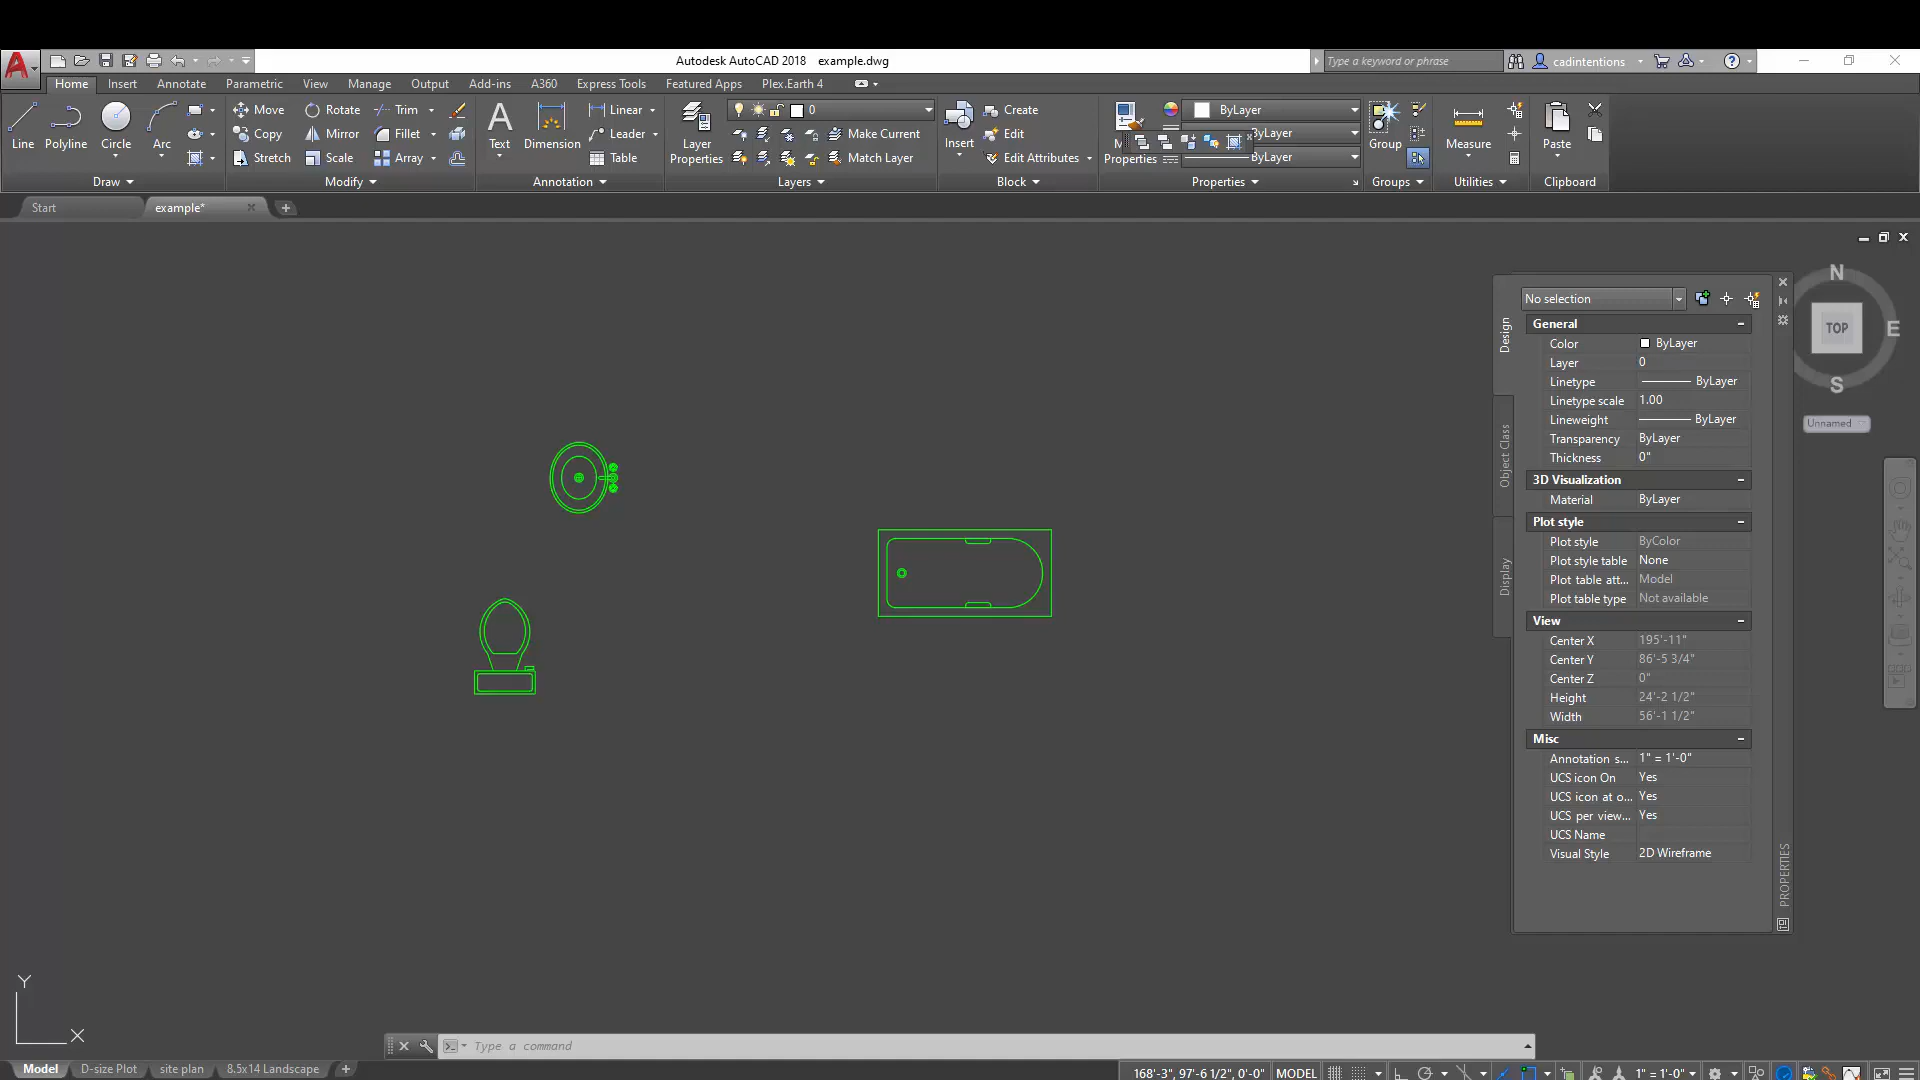 Autodesk AutoCAD 2018 example.dwg
Type a keyword or phrase
cadintentions
Home Insert Annotate Parametric View Manage Output Add-ins A360 Express Tools Featured Apps Plex.Earth 4
Line Polyline Circle Arc
Move Rotate Trim
Copy Mirror Fillet
Stretch Scale Array
Text Dimension
Linear
Leader
Table
Layer Properties
0
Make Current
Match Layer
Insert
Create
Edit
Edit Attributes
Properties
ByLayer
ByLayer
ByLayer
Group
Measure
Paste
Draw Modify Annotation Layers Block Properties Groups Utilities Clipboard
Start example*
N
TOP
E
S
Unnamed
No selection
Design
Object Class
Display
General
Color ByLayer
Layer 0
Linetype ByLayer
Linetype scale 1.00
Lineweight ByLayer
Transparency ByLayer
Thickness 0"
3D Visualization
Material ByLayer
Plot style
Plot style ByColor
Plot style table None
Plot table att... Model
Plot table type Not available
View
Center X 195'-11"
Center Y 86'-5 3/4"
Center Z 0"
Height 24'-2 1/2"
Width 56'-1 1/2"
Misc
Annotation s... 1" = 1'-0"
UCS icon On Yes
UCS icon at o... Yes
UCS per view... Yes
UCS Name
Visual Style 2D Wireframe
PROPERTIES
Y
X
Type a command
Model D-size Plot site plan 8.5x14 Landscape
168'-3", 97'-6 1/2", 0'-0" MODEL 1" = 1'-0"